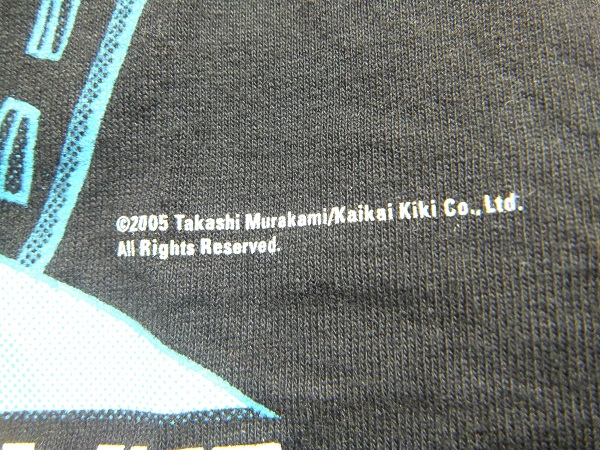 ©2005 Takashi Murakami/Kaikai Kiki Co., Ltd.
All Rights Reserved.